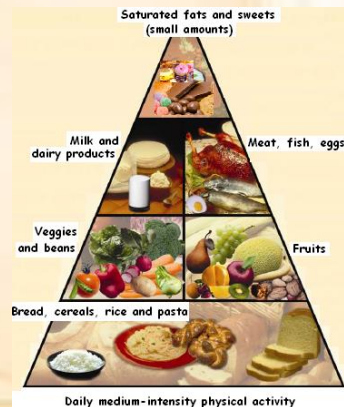 Saturated fats and sweets
(small amounts)
Milk and
dairy products
Meat, fish, eggs
Veggies
and beans
Fruits
Bread, cereals, rice and pasta
Daily medium-intensity physical activity